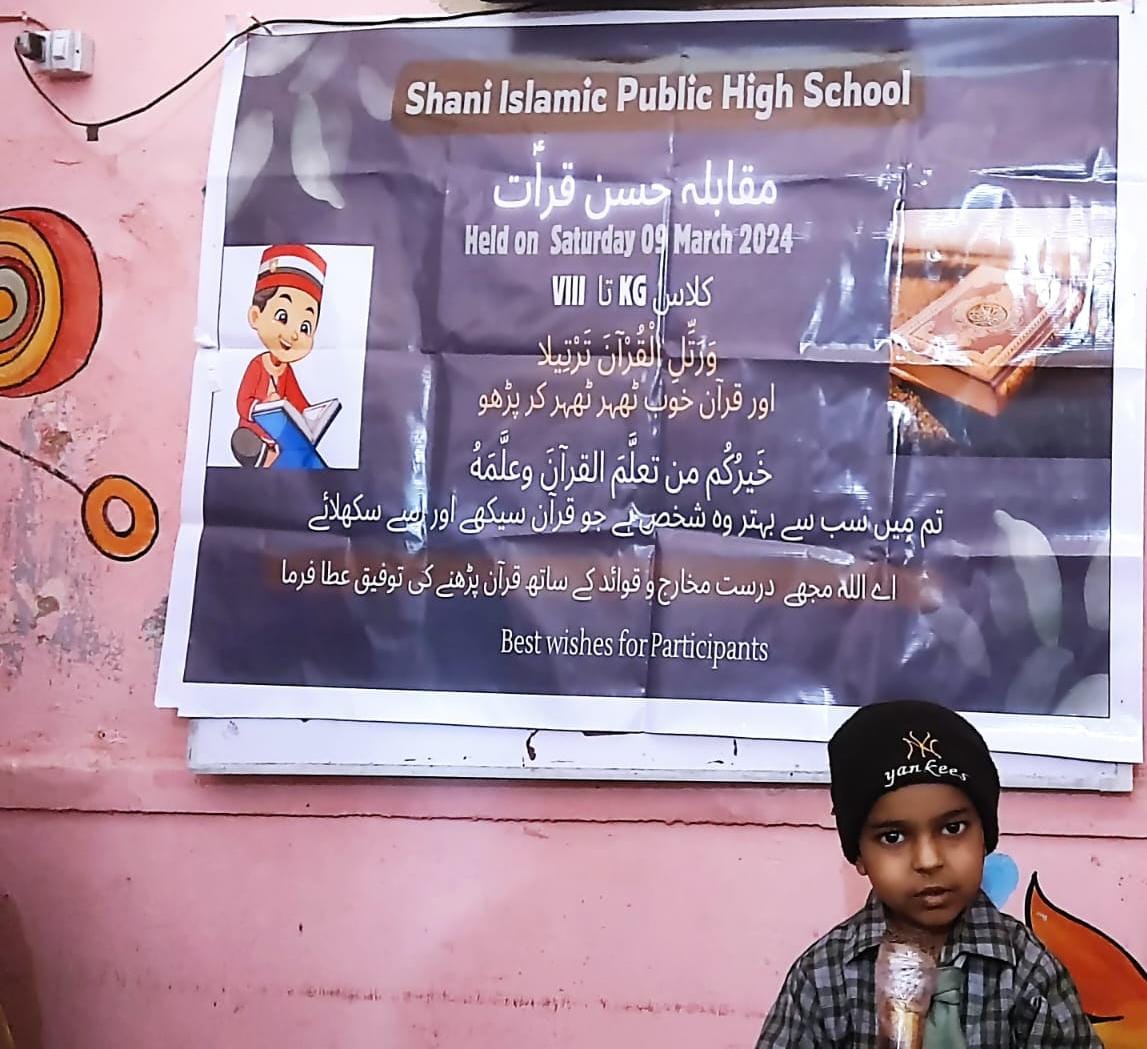 Shani Islamic Public High School
مقابلہ حسن قرأت
Held on Saturday 09 March 2024
کلاس KG تا VIII
وَرَتِّلِ الْقُرْآنَ تَرْتِيلا
اور قرآن خوب ٹھہر ٹھہر کر پڑھو
خَيرُكُم من تعلَّمَ القرآنَ وعلَّمَهُ
تم میں سب سے بہتر وہ شخص ہے جو قرآن سیکھے اور اسے سکھلائے
اے اللہ مجھے درست مخارج و قوائد کے ساتھ قرآن پڑھنے کی توفیق عطا فرما
Best wishes for Participants
yankees